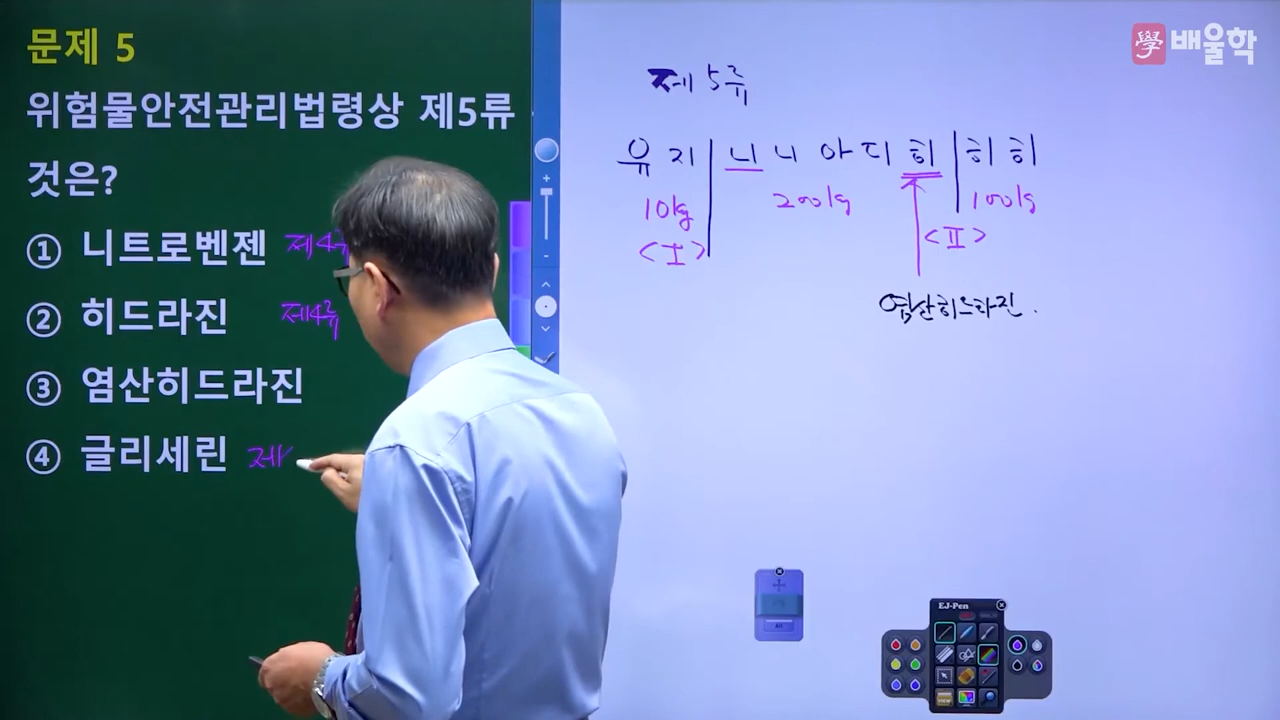 學 배울학
문제 5
위험물안전관리법령상 제5류
것은?
① 니트로벤젠 제4류
② 히드라진 제4류
③ 염산히드라진
④ 글리세린 제
제5류
유 지 니 니 아 디 히 히 히
10kg 200kg 100kg
<I> <II>
염산히드라진.
EJ-Pen
All